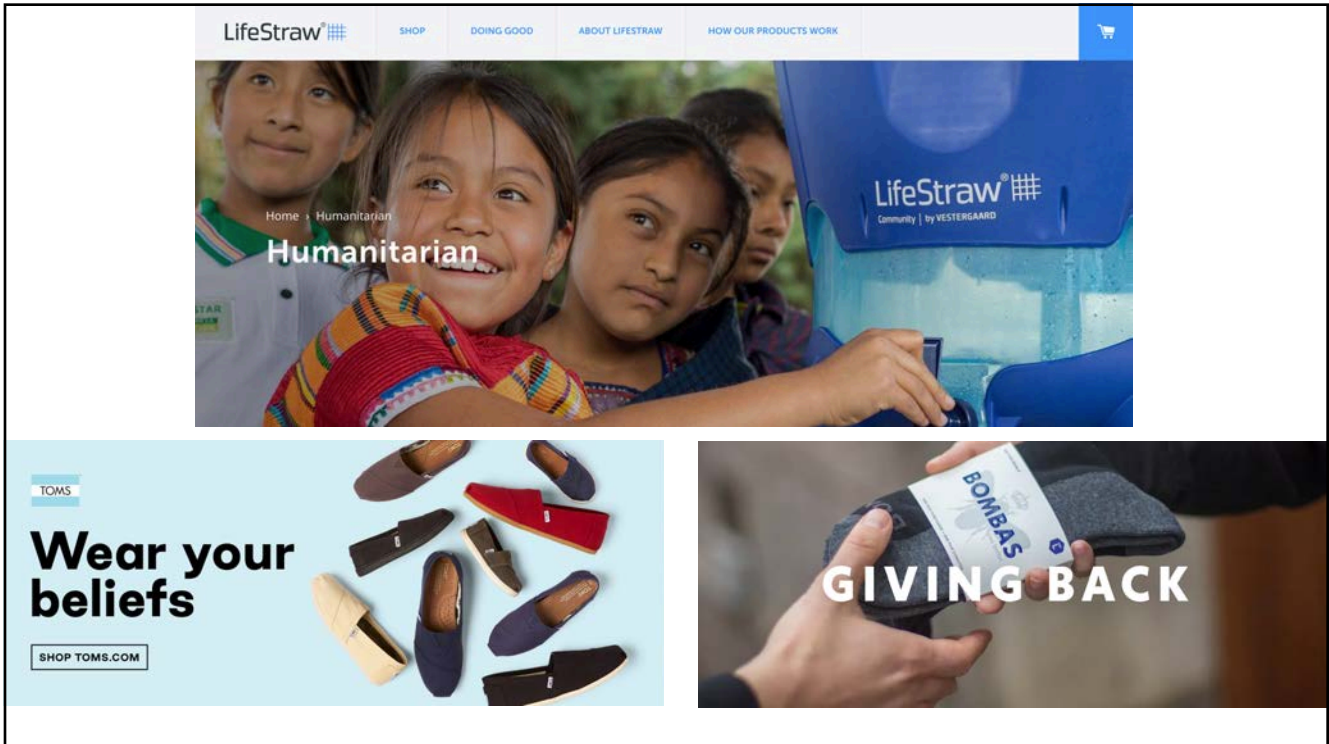 LifeStraw®
SHOP
DOING GOOD
ABOUT LIFESTRAW
HOW OUR PRODUCTS WORK
LifeStraw®
Community | by VESTERGAARD
Home › Humanitarian
Humanitarian
STAR
TOMS
Wear your
beliefs
SHOP TOMS.COM
BOMBAS
GIVING BACK